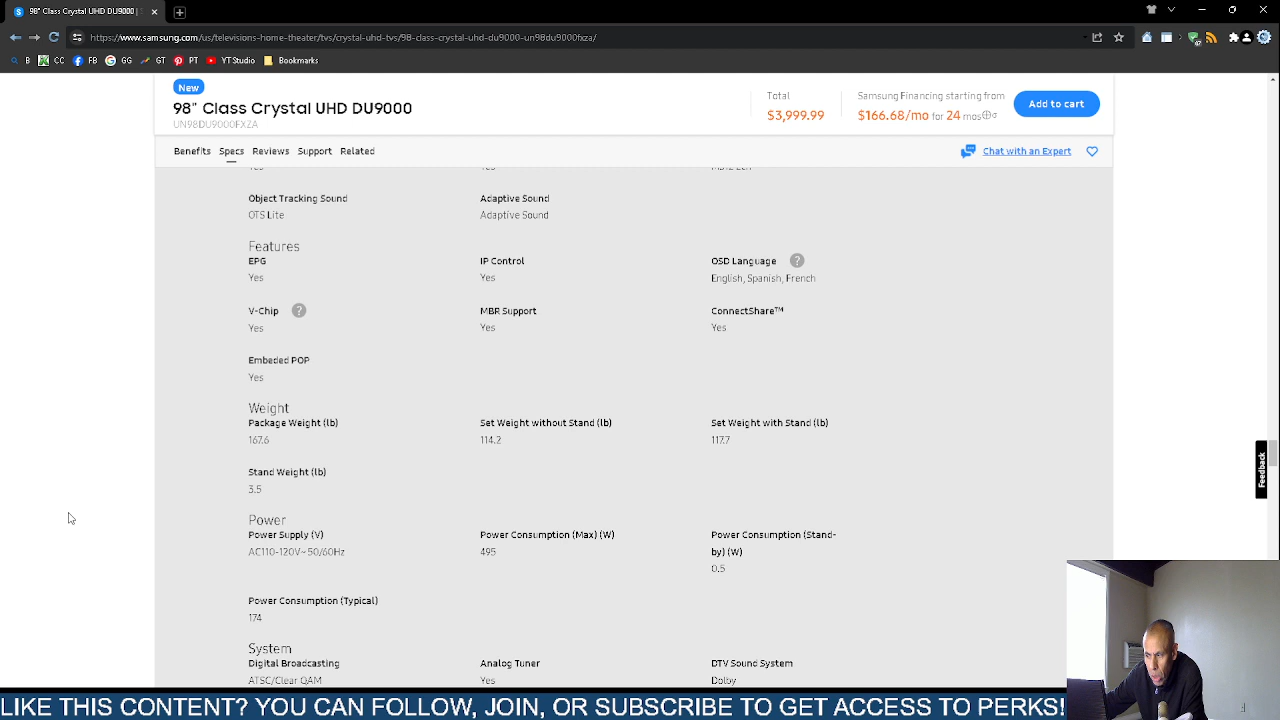 98" Class Crystal UHD DU9000 |
https://www.samsung.com/us/televisions-home-theater/tvs/crystal-uhd-tvs/98-class-crystal-uhd-du9000-un98du9000fxza/
B CC FB GG GT PT YT Studio Bookmarks
New
98" Class Crystal UHD DU9000
UN98DU9000FXZA
Total
$3,999.99
Samsung Financing starting from
$166.68/mo for 24 mos
Add to cart
Benefits Specs Reviews Support Related
Chat with an Expert
Yes Yes
Object Tracking Sound
OTS Lite
Adaptive Sound
Adaptive Sound
Features
EPG
Yes
IP Control
Yes
OSD Language ?
English, Spanish, French
V-Chip ?
Yes
MBR Support
Yes
ConnectShare™
Yes
Embeded POP
Yes
Weight
Package Weight (lb)
167.6
Set Weight without Stand (lb)
114.2
Set Weight with Stand (lb)
117.7
Stand Weight (lb)
3.5
Power
Power Supply (V)
AC110-120V~50/60Hz
Power Consumption (Max) (W)
495
Power Consumption (Stand-
by) (W)
0.5
Power Consumption (Typical)
174
System
Digital Broadcasting
ATSC/Clear QAM
Analog Tuner
Yes
DTV Sound System
Dolby
Feedback
LIKE THIS CONTENT? YOU CAN FOLLOW, JOIN, OR SUBSCRIBE TO GET ACCESS TO PERKS!